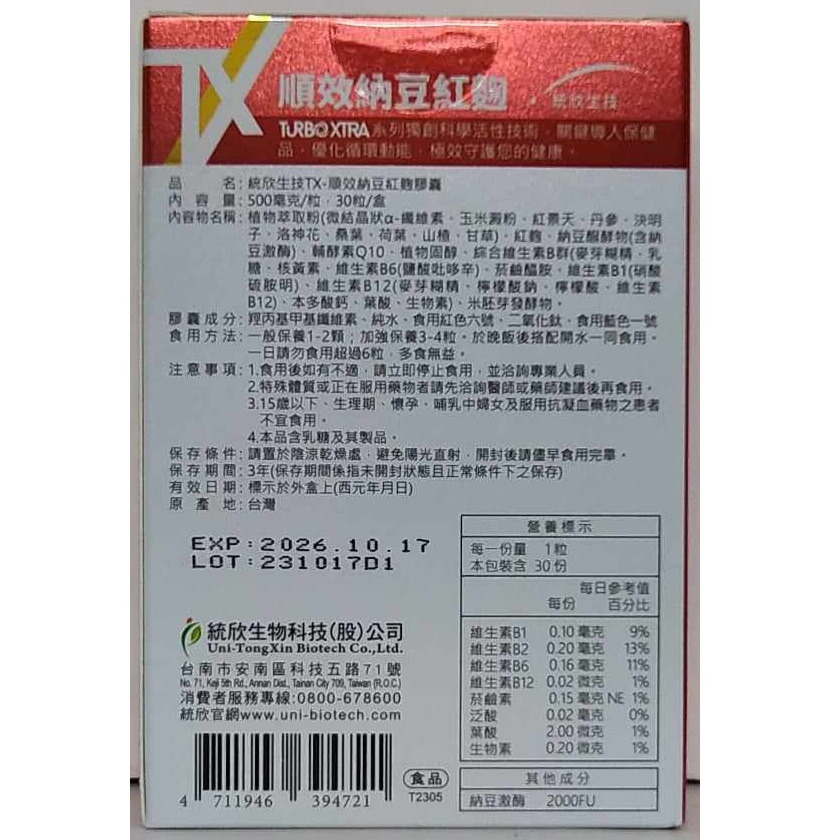 TX
順效納豆紅麴 統欣生技
TURBO XTRA 系列獨創科學活性技術，關鍵導入保健
品，優化循環動能，極效守護您的健康。
品 名：統欣生技TX-順效納豆紅麴膠囊
內 容 量：500毫克/粒，30粒/盒
內容物名稱：植物萃取粉(微結晶狀α-纖維素、玉米澱粉、紅景天、丹參、決明
子、洛神花、桑葉、荷葉、山楂、甘草)、紅麴、納豆醱酵物(含納
豆激酶)、輔酵素Q10、植物固醇、綜合維生素B群(麥芽糊精、乳
糖、核黃素、維生素B6(鹽酸吡哆辛)、菸鹼醯胺、維生素B1(硝酸
硫胺明)、維生素B12(麥芽糊精、檸檬酸鈉、檸檬酸、維生素
B12)、本多酸鈣、葉酸、生物素)、米胚芽發酵物。
膠囊成分：羥丙基甲基纖維素、純水、食用紅色六號、二氧化鈦、食用藍色一號
食用方法：一般保養1-2顆；加強保養3-4粒。於晚飯後搭配開水一同食用。
一日請勿食用超過6粒，多食無益。
注意事項：1.食用後如有不適，請立即停止食用，並洽詢專業人員。
2.特殊體質或正在服用藥物者請先洽詢醫師或藥師建議後再食用。
3.15歲以下、生理期、懷孕、哺乳中婦女及服用抗凝血藥物之患者
不宜食用。
4.本品含乳糖及其製品。
保存條件：請置於陰涼乾燥處，避免陽光直射，開封後請儘早食用完畢。
保存期間：3年(保存期間係指未開封狀態且正常條件下之保存)
有效日期：標示於外盒上(西元年月日)
原 產 地：台灣
EXP:2026.10.17
LOT:231017D1
統欣生物科技(股)公司
Uni-TongXin Biotech Co.,Ltd.
台南市安南區科技五路71號
No. 71, Keji 5th Rd., Annan Dist., Tainan City 709, Taiwan (R.O.C.)
消費者服務專線:0800-678600
統欣官網www.uni-biotech.com
4 711946 394721
食品
T2305
營養標示
每一份量 1粒
本包裝含 30份
每日參考值
每份 百分比
維生素B1 0.10 毫克 9%
維生素B2 0.20 毫克 13%
維生素B6 0.16 毫克 11%
維生素B12 0.02 微克 1%
菸鹼素 0.15 毫克 NE 1%
泛酸 0.02 毫克 0%
葉酸 2.00 微克 1%
生物素 0.20 微克 1%
其他成分
納豆激酶 2000FU